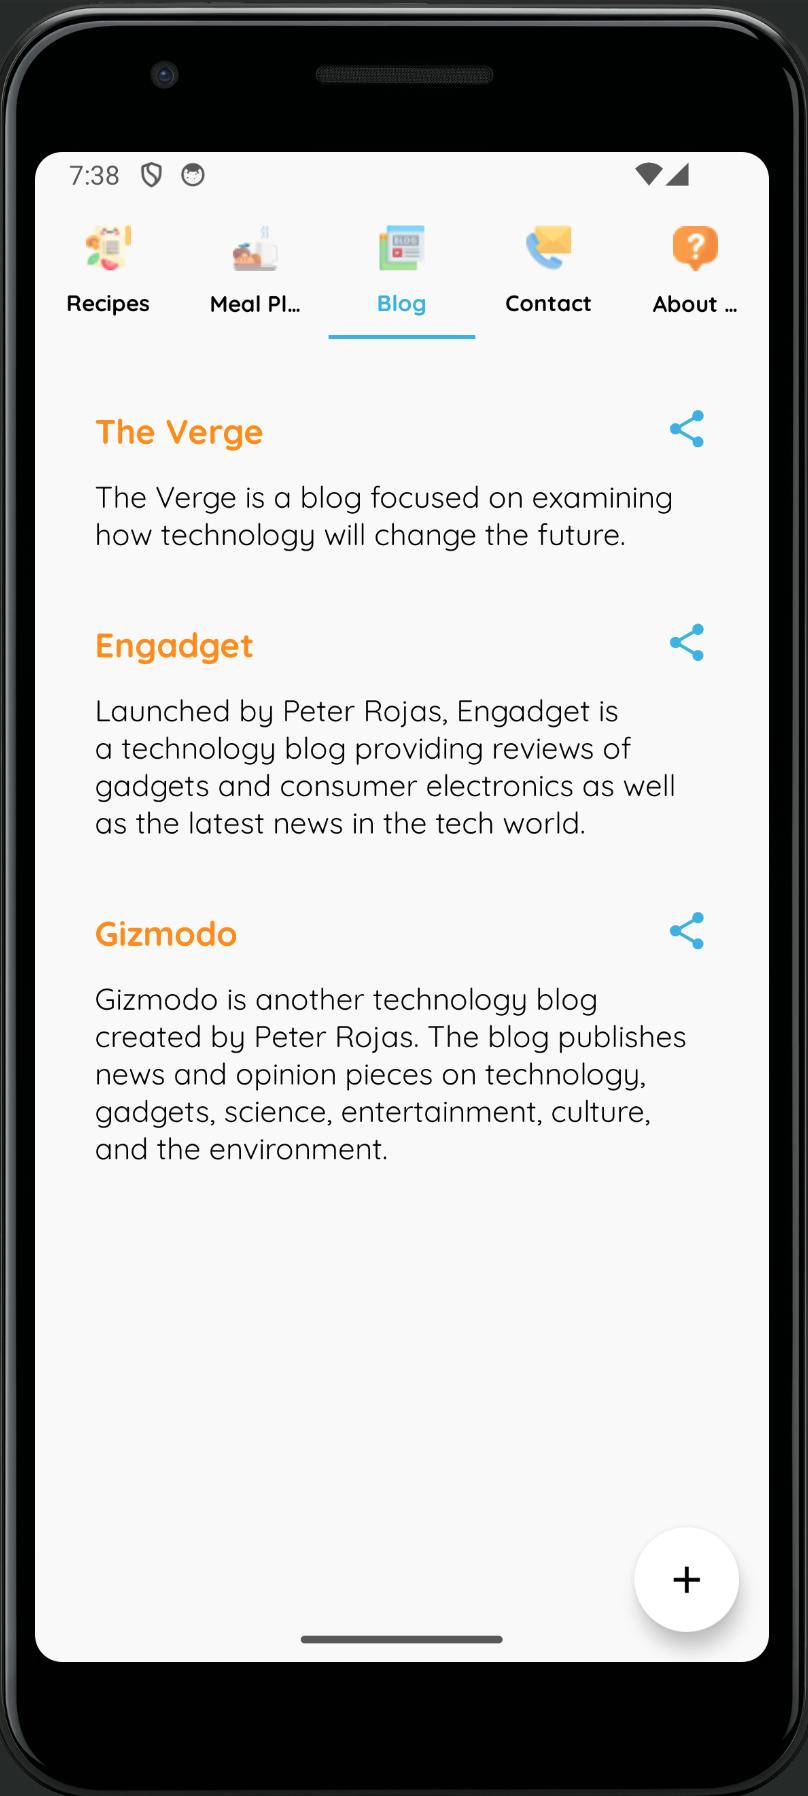 7:38
Recipes
Meal Pl...
Blog
Contact
About ...
The Verge
The Verge is a blog focused on examining
how technology will change the future.
Engadget
Launched by Peter Rojas, Engadget is
a technology blog providing reviews of
gadgets and consumer electronics as well
as the latest news in the tech world.
Gizmodo
Gizmodo is another technology blog
created by Peter Rojas. The blog publishes
news and opinion pieces on technology,
gadgets, science, entertainment, culture,
and the environment.
+